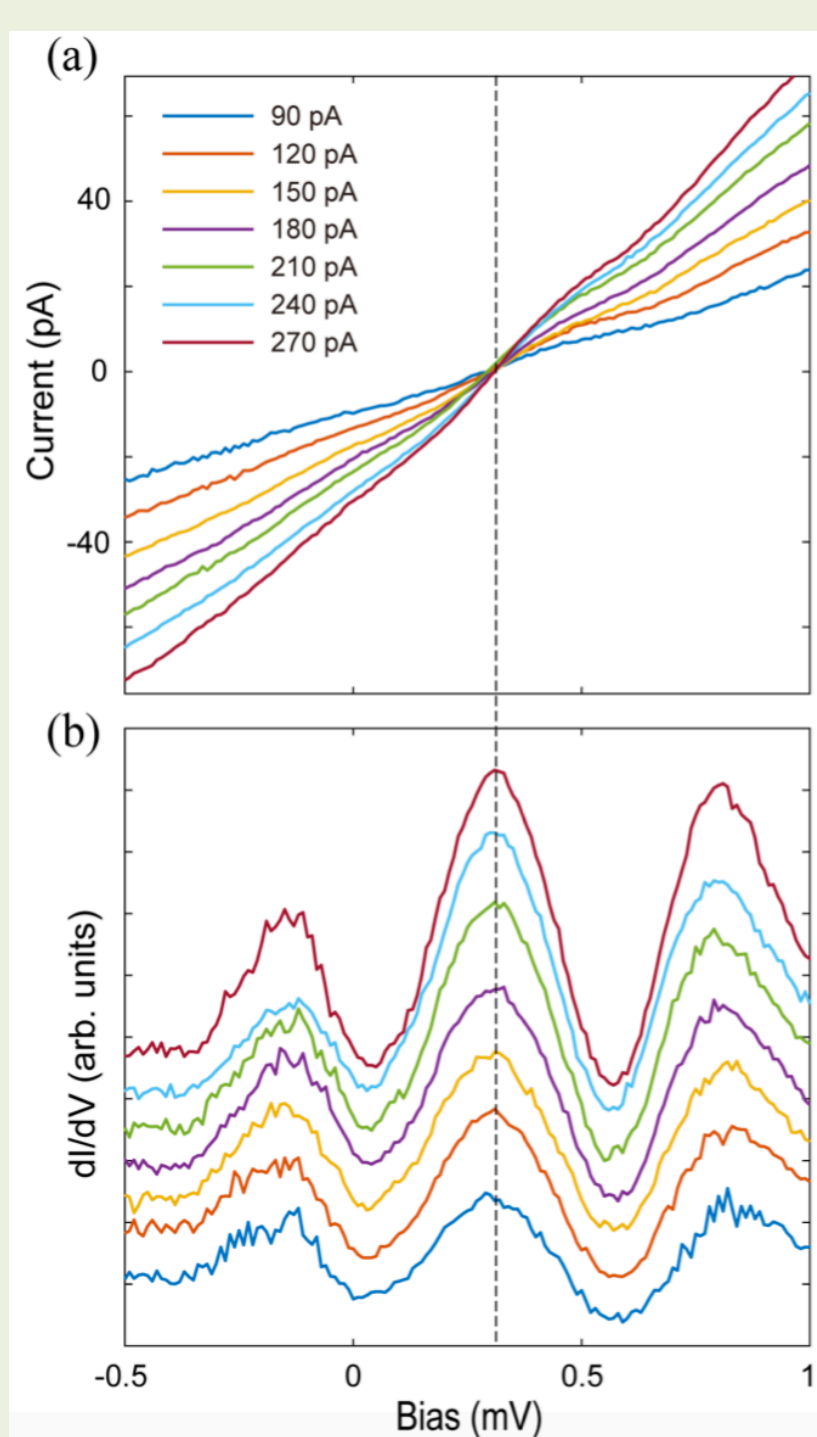 (a)
90 pA
120 pA
150 pA
180 pA
210 pA
240 pA
270 pA
40
0
-40
Current (pA)
(b)
dI/dV (arb. units)
-0.5
0
0.5
1
Bias (mV)